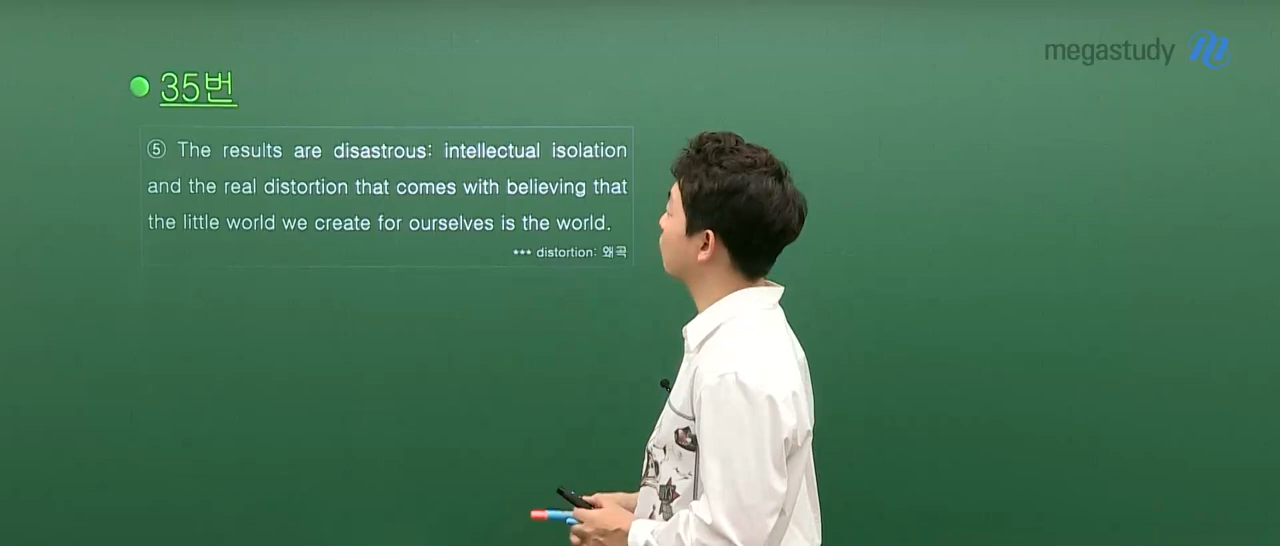 megastudy
35번
⑤ The results are disastrous: intellectual isolation
and the real distortion that comes with believing that
the little world we create for ourselves is the world.
*** distortion: 왜곡